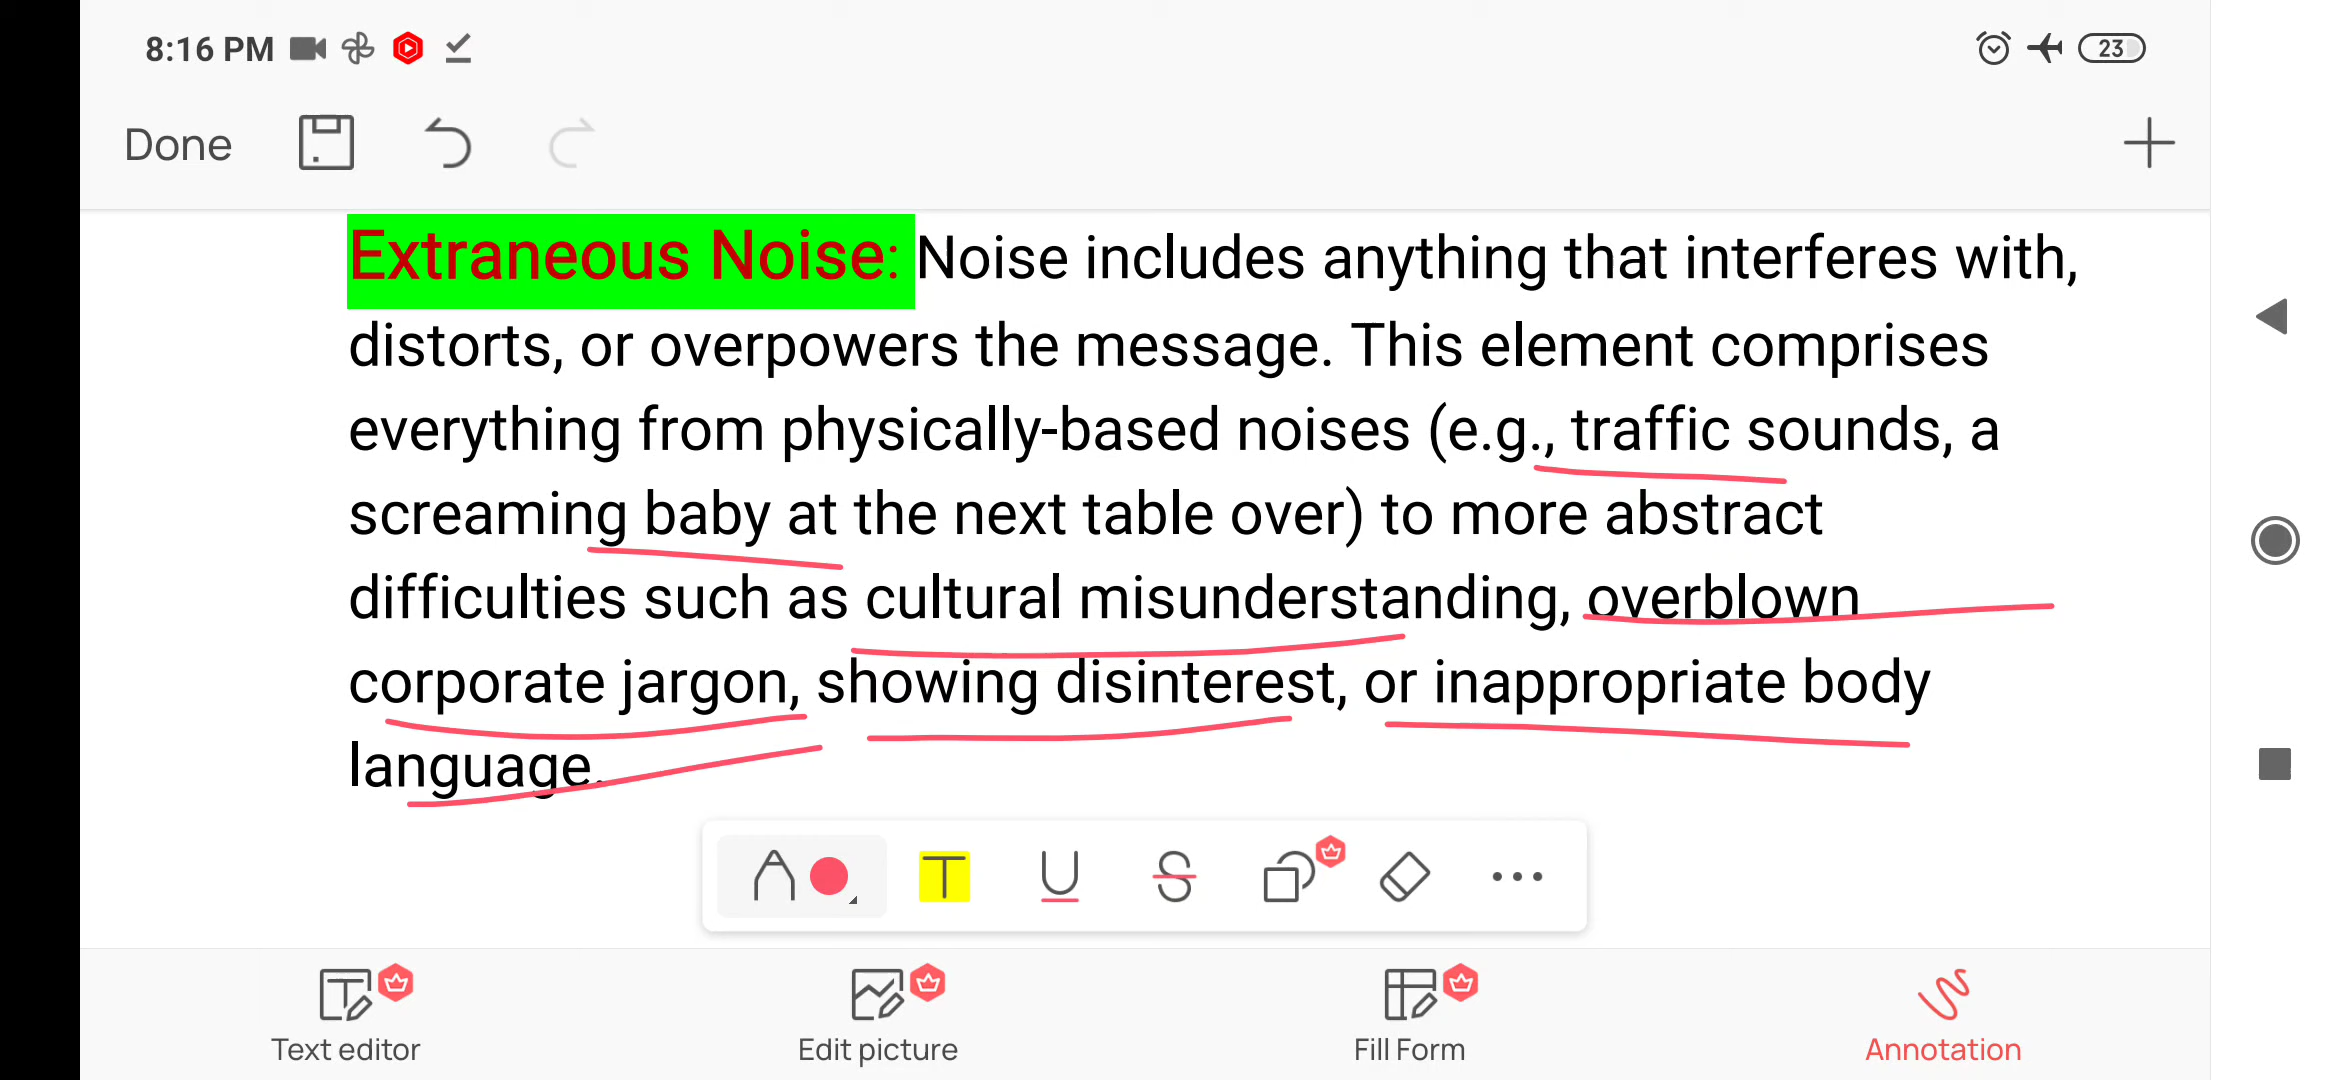 8:16 PM 23
Done
Extraneous Noise: Noise includes anything that interferes with,
distorts, or overpowers the message. This element comprises
everything from physically-based noises (e.g., traffic sounds, a
screaming baby at the next table over) to more abstract
difficulties such as cultural misunderstanding, overblown
corporate jargon, showing disinterest, or inappropriate body
language.
T U S
Text editor Edit picture Fill Form Annotation